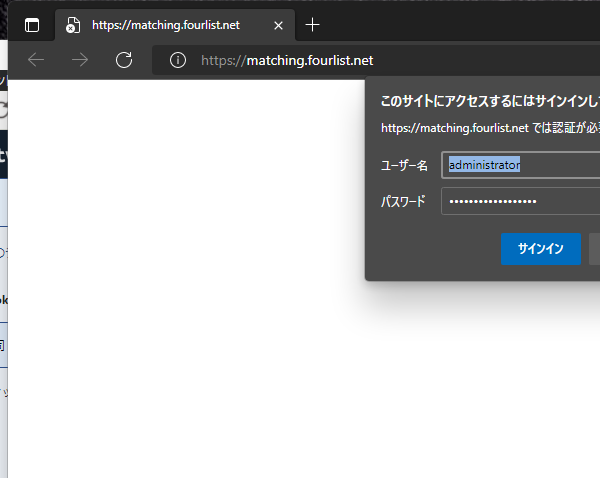 https://matching.fourlist.net
https://matching.fourlist.net
このサイトにアクセスするにはサインインして
https://matching.fourlist.net では認証が必要
ユーザー名 administrator
パスワード ••••••••••••••••••
サインイン